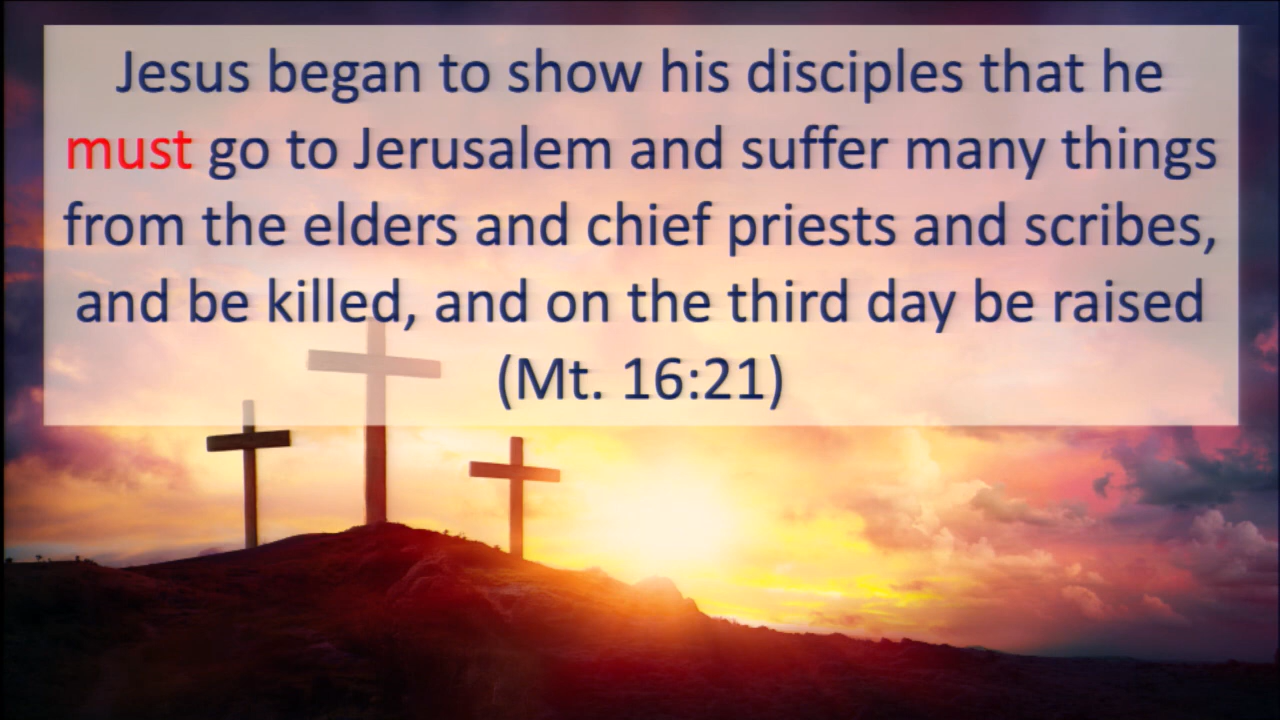 Jesus began to show his disciples that he
must go to Jerusalem and suffer many things
from the elders and chief priests and scribes,
and be killed, and on the third day be raised
(Mt. 16:21)